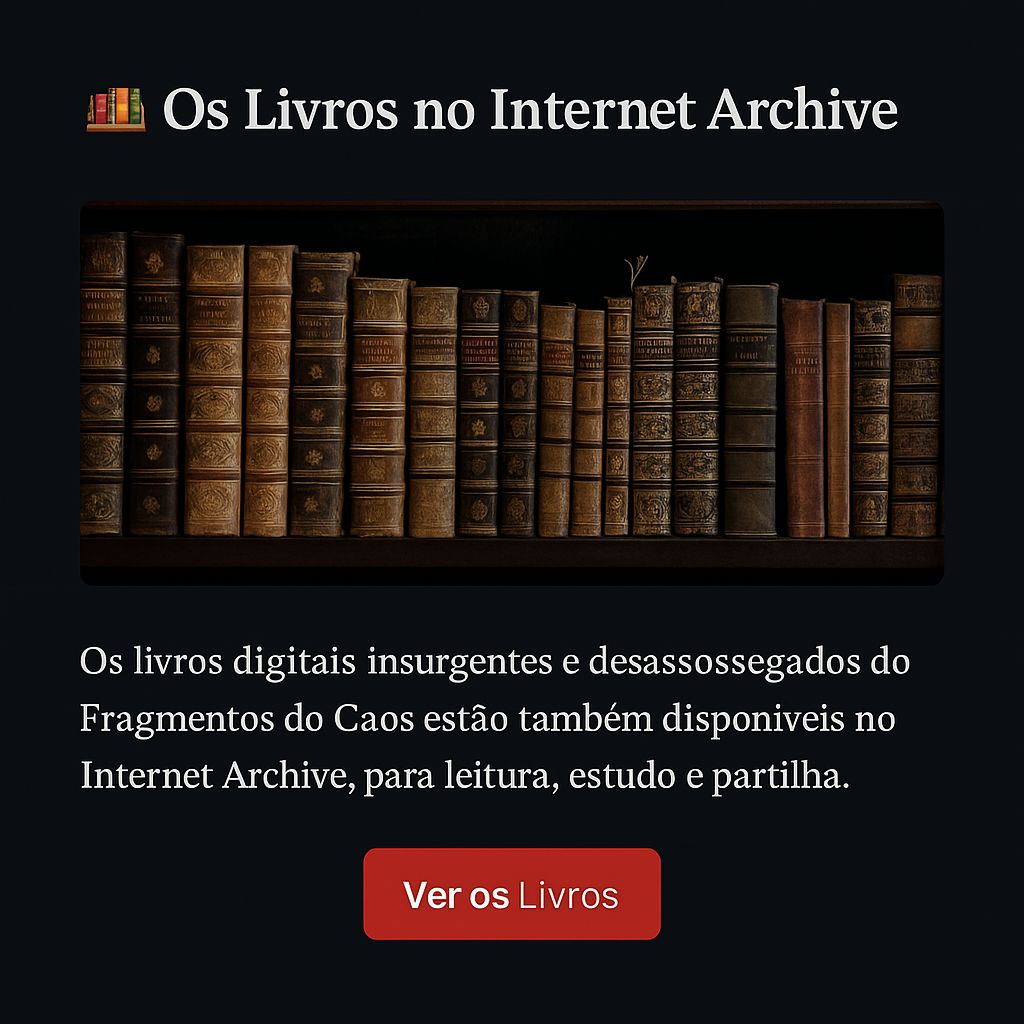 Os Livros no Internet Archive
Os livros digitais insurgentes e desassossegados do
Fragmentos do Caos estão também disponiveis no
Internet Archive, para leitura, estudo e partilha.
Ver os Livros